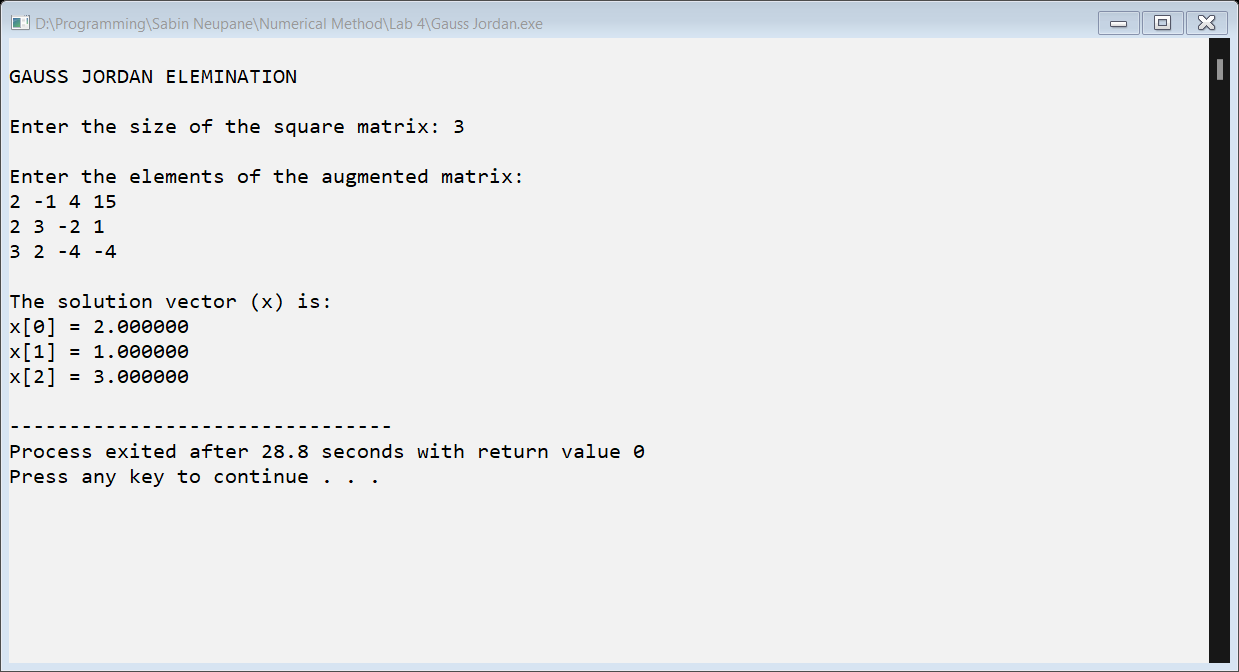 D:\Programming\Sabin Neupane\Numerical Method\Lab 4\Gauss Jordan.exe
GAUSS JORDAN ELEMINATION
Enter the size of the square matrix: 3
Enter the elements of the augmented matrix:
2 -1 4 15
2 3 -2 1
3 2 -4 -4
The solution vector (x) is:
x[0] = 2.000000
x[1] = 1.000000
x[2] = 3.000000
--------------------------------
Process exited after 28.8 seconds with return value 0
Press any key to continue . . .